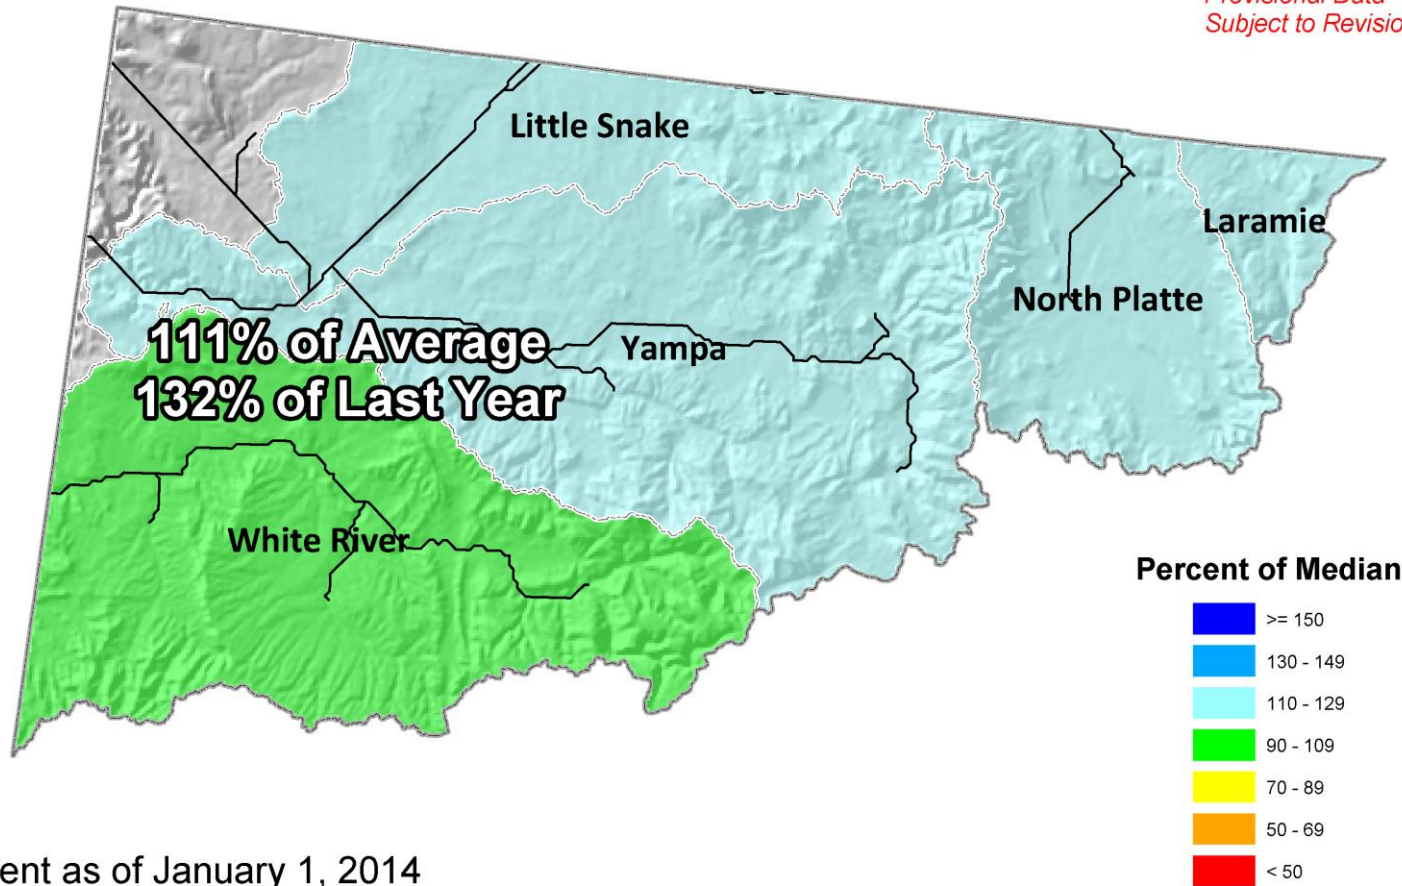 Provisional Data
Subject to Revisio
Little Snake
Laramie
North Platte
111% of Average
Yampa
132% of Last Year
White River
Percent of Median
>= 150
130 - 149
110 - 129
90 - 109
70 - 89
50 - 69
< 50
ent as of January 1, 2014